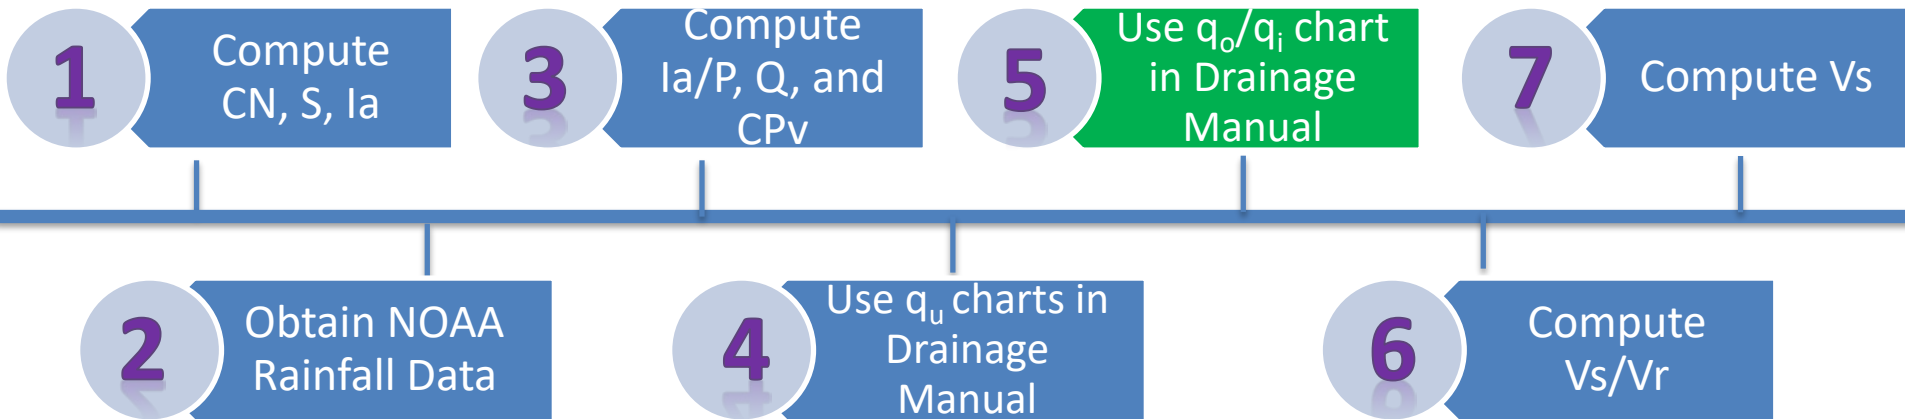 1
Compute
CN, S, Ia
2
Obtain NOAA
Rainfall Data
3
Compute
Ia/P, Q, and
CPv
4
Use qu charts in
Drainage
Manual
5
Use qo/qi chart
in Drainage
Manual
6
Compute
Vs/Vr
7
Compute Vs